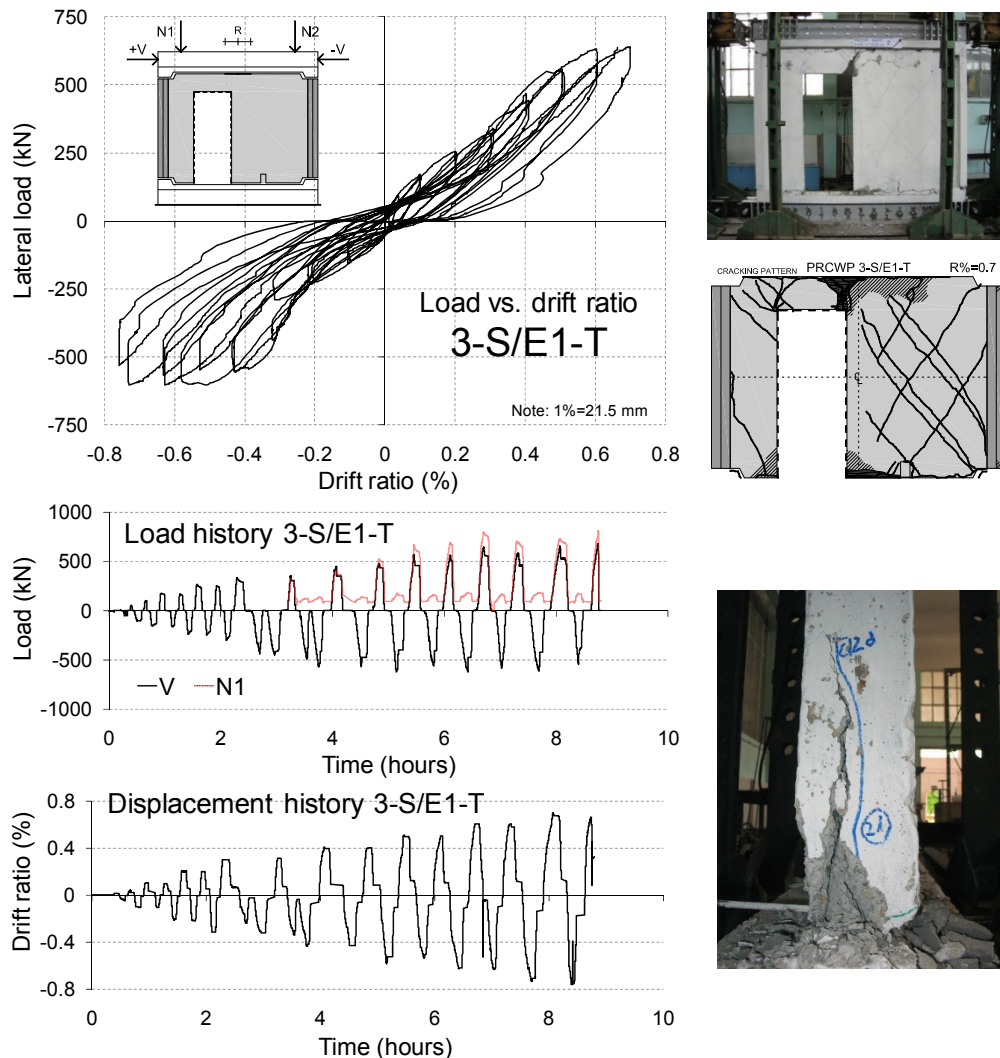 750
500
250
0
-250
-500
-750
Lateral load (kN)
N1
R
N2
+V
-V
Load vs. drift ratio
3-S/E1-T
Note: 1%=21.5 mm
-0.8 -0.6 -0.4 -0.2 0 0.2 0.4 0.6 0.8
Drift ratio (%)
CRACKING PATTERN PRCWP 3-S/E1-T R%=0.7
1000
500
0
-500
-1000
Load (kN)
Load history 3-S/E1-T
V N1
0 2 4 6 8 10
Time (hours)
0.8
0.4
0
-0.4
-0.8
Drift ratio (%)
Displacement history 3-S/E1-T
0 2 4 6 8 10
Time (hours)